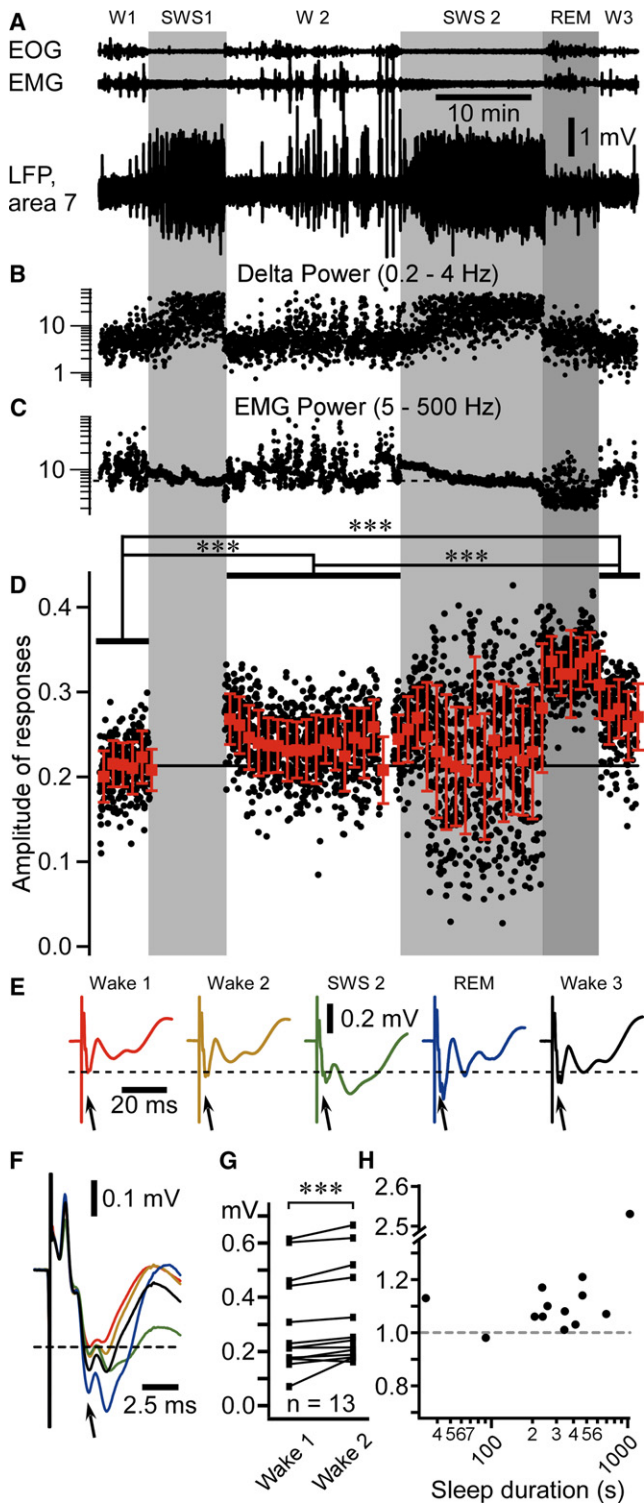 W1 SWS1 W 2 SWS 2 REM W3
A
EOG
EMG
10 min
1 mV
LFP,
area 7
B
Delta Power (0.2 - 4 Hz)
10
1
C
EMG Power (5 - 500 Hz)
10
***
*** ***
D
0.4
0.3
0.2
0.1
0.0
Amplitude of responses
E
Wake 1 Wake 2 SWS 2 REM Wake 3
0.2 mV
20 ms
F
0.1 mV
2.5 ms
G
***
mV
0.6
0.4
0.2
0.0
n = 13
Wake 1
Wake 2
H
2.6
2.5
1.2
1.0
0.8
4 5 6 7 100 2 3 4 5 6 1000
Sleep duration (s)